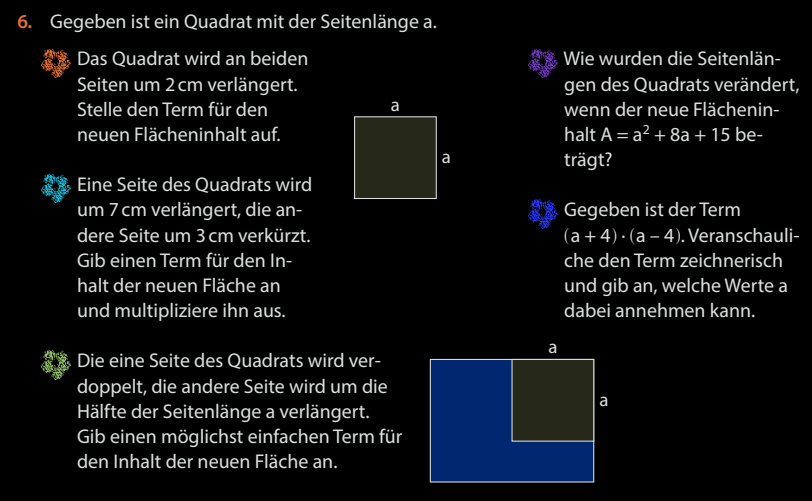 6. Gegeben ist ein Quadrat mit der Seitenlänge a.
Das Quadrat wird an beiden
Seiten um 2 cm verlängert.
Stelle den Term für den
neuen Flächeninhalt auf.
a
a
Eine Seite des Quadrats wird
um 7 cm verlängert, die an-
dere Seite um 3 cm verkürzt.
Gib einen Term für den In-
halt der neuen Fläche an
und multipliziere ihn aus.
Die eine Seite des Quadrats wird ver-
doppelt, die andere Seite wird um die
Hälfte der Seitenlänge a verlängert.
Gib einen möglichst einfachen Term für
den Inhalt der neuen Fläche an.
a
a
Wie wurden die Seitenlän-
gen des Quadrats verändert,
wenn der neue Flächenin-
halt A = a² + 8a + 15 be-
trägt?
Gegeben ist der Term
(a + 4) · (a – 4). Veranschauli-
che den Term zeichnerisch
und gib an, welche Werte a
dabei annehmen kann.